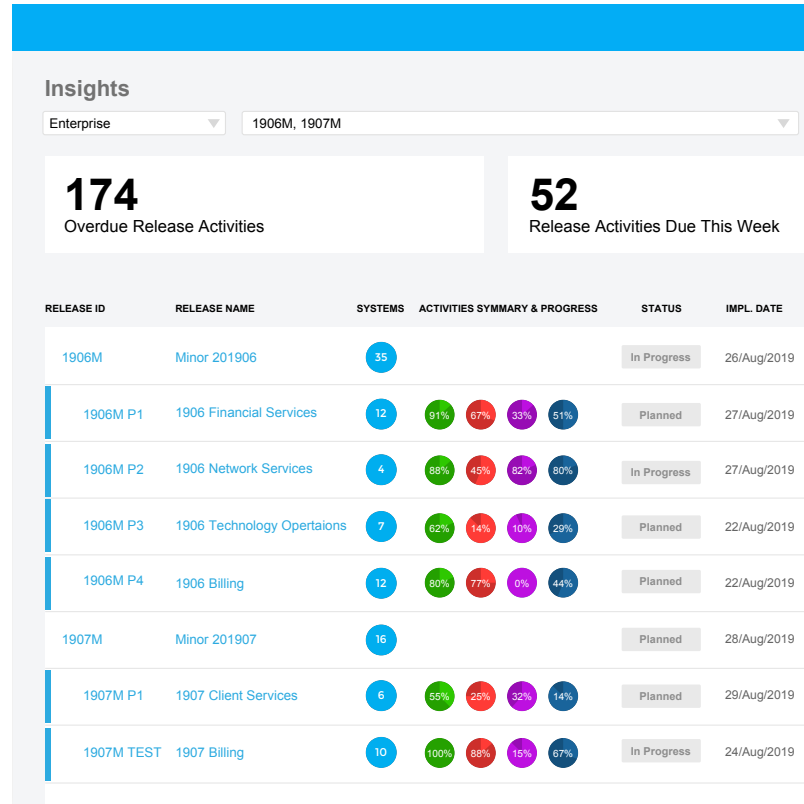 Insights
Enterprise 1906M, 1907M
174 52
Overdue Release Activities Release Activities Due This Week
RELEASE ID RELEASE NAME SYSTEMS ACTIVITIES SYMMARY & PROGRESS STATUS IMPL. DATE
1906M Minor 201906 35 In Progress 26/Aug/2019
1906M P1 1906 Financial Services 12 91% 67% 33% 51% Planned 27/Aug/2019
1906M P2 1906 Network Services 4 88% 45% 82% 80% In Progress 27/Aug/2019
1906M P3 1906 Technology Opertaions 7 62% 14% 10% 29% Planned 22/Aug/2019
1906M P4 1906 Billing 12 80% 77% 0% 44% Planned 22/Aug/2019
1907M Minor 201907 16 Planned 28/Aug/2019
1907M P1 1907 Client Services 6 55% 25% 32% 14% Planned 29/Aug/2019
1907M TEST 1907 Billing 10 100% 88% 15% 67% In Progress 24/Aug/2019